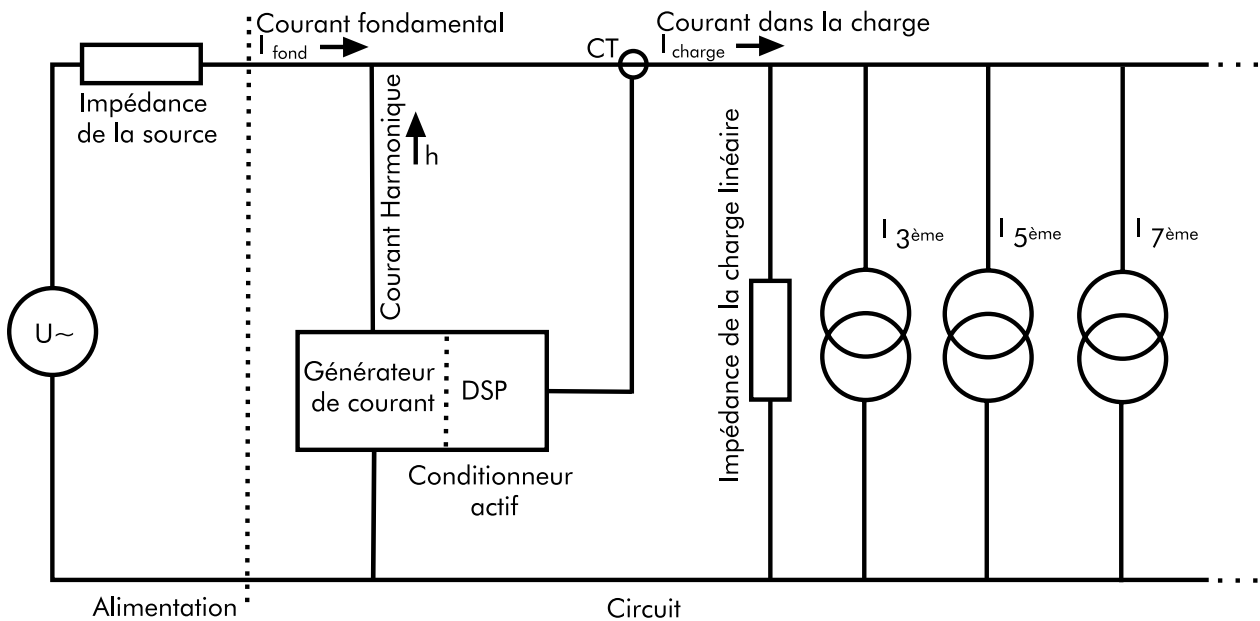 Courant fondamental
I fond
Courant dans la charge
CT
I charge
Impédance
de la source
Courant Harmonique
I h
Impédance de la charge linéaire
I 3ème
I 5ème
I 7ème
U~
Générateur
de courant
DSP
Conditionneur
actif
Alimentation
Circuit